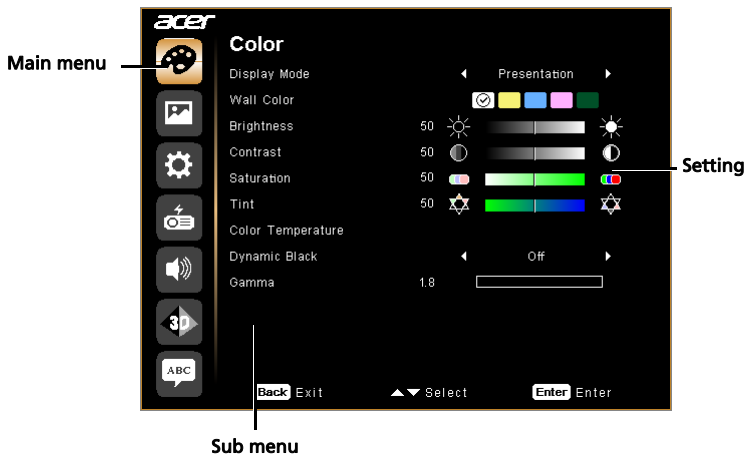 acer
Color
Main menu
Display Mode Presentation
Wall Color
Brightness 50
Contrast 50
Setting
Saturation 50
Tint 50
Color Temperature
Dynamic Black Off
Gamma 1.8
3D
ABC
Back Exit Select Enter Enter
Sub menu